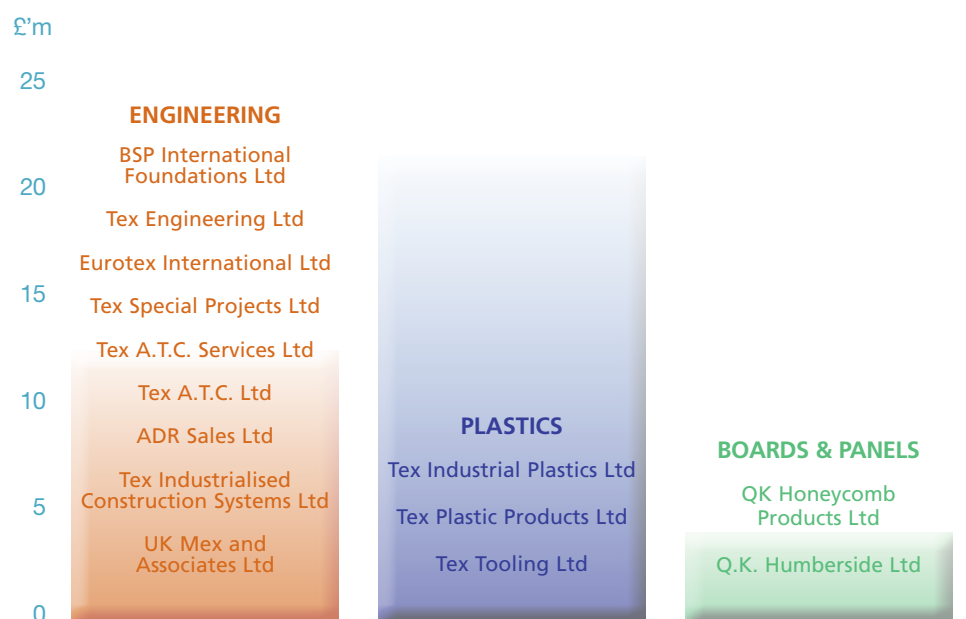 £'m
25
20
15
10
5
0
ENGINEERING
BSP International
Foundations Ltd
Tex Engineering Ltd
Eurotex International Ltd
Tex Special Projects Ltd
Tex A.T.C. Services Ltd
Tex A.T.C. Ltd
ADR Sales Ltd
Tex Industrialised
Construction Systems Ltd
UK Mex and
Associates Ltd
PLASTICS
Tex Industrial Plastics Ltd
Tex Plastic Products Ltd
Tex Tooling Ltd
BOARDS & PANELS
QK Honeycomb
Products Ltd
Q.K. Humberside Ltd